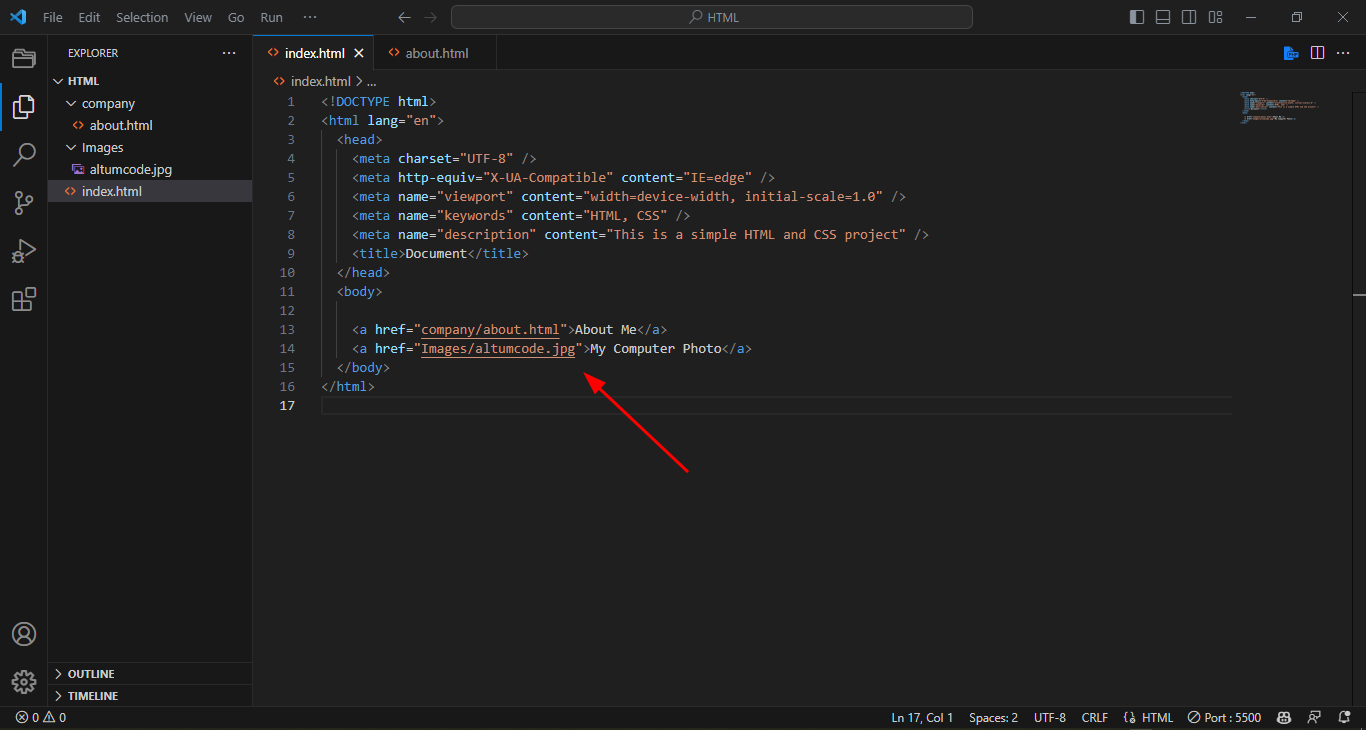 File Edit Selection View Go Run ···
HTML
EXPLORER ···
HTML
company
about.html
Images
altumcode.jpg
index.html
OUTLINE
TIMELINE
index.html
about.html
index.html > ...
1 <!DOCTYPE html>
2 <html lang="en">
3 <head>
4 <meta charset="UTF-8" />
5 <meta http-equiv="X-UA-Compatible" content="IE=edge" />
6 <meta name="viewport" content="width=device-width, initial-scale=1.0" />
7 <meta name="keywords" content="HTML, CSS" />
8 <meta name="description" content="This is a simple HTML and CSS project" />
9 <title>Document</title>
10 </head>
11 <body>
12
13 <a href="company/about.html">About Me</a>
14 <a href="Images/altumcode.jpg">My Computer Photo</a>
15 </body>
16 </html>
17
0 0 Ln 17, Col 1 Spaces: 2 UTF-8 CRLF HTML Port : 5500